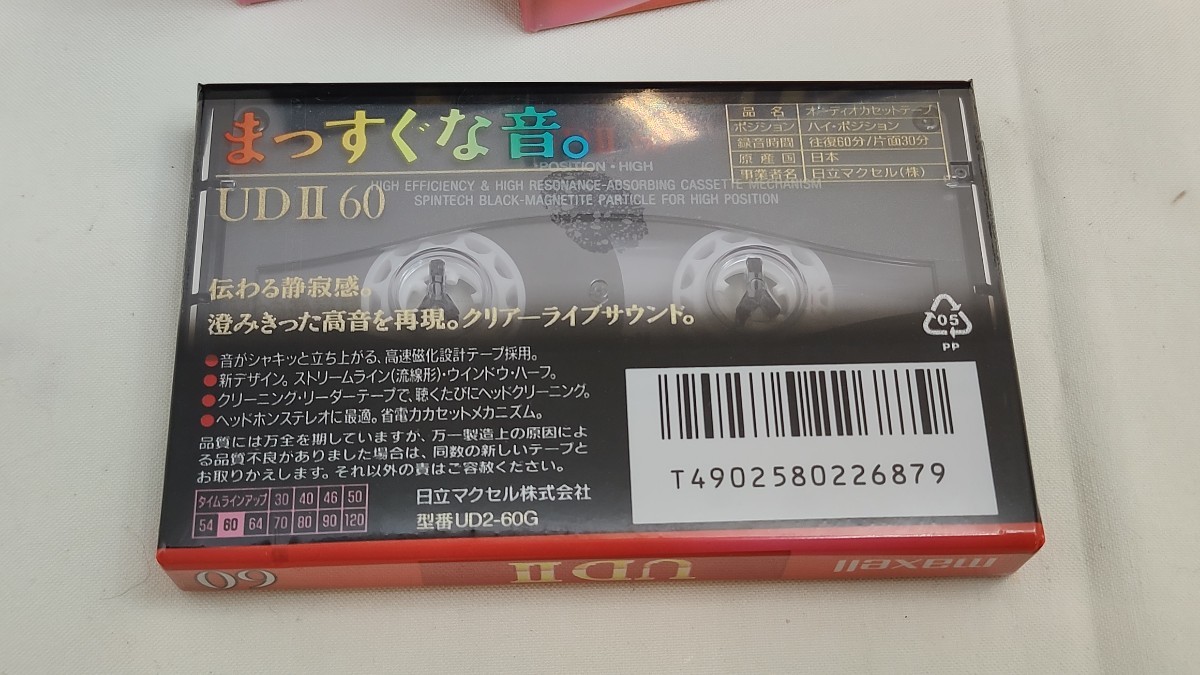 まっすぐな音。
品名 オーディオカセットテープ
ポジション ハイ・ポジション
録音時間 往復60分/片面30分
原産国 日本
事業者名 日立マクセル(株)
POSITION・HIGH
UDⅡ60
HIGH EFFICIENCY & HIGH RESONANCE-ABSORBING CASSETTE MECHANISM
SPINTECH BLACK-MAGNETITE PARTICLE FOR HIGH POSITION
伝わる静寂感。
澄みきった高音を再現。クリアーライブサウンド。
05
PP
●音がシャキッと立ち上がる、高速磁化設計テープ採用。
●新デザイン。ストリームライン(流線形)・ウインドウ・ハーフ。
●クリーニング・リーダーテープで、聴くたびにヘッドクリーニング。
●ヘッドホンステレオに最適。省電力カセットメカニズム。
品質には万全を期していますが、万一製造上の原因によ
る品質不良がありました場合は、同数の新しいテープと
お取りかえします。それ以外の責はご容赦ください。
タイムラインアップ 30 40 46 50
54 60 64 70 80 90 120
日立マクセル株式会社
型番UD2-60G
T4902580226879
60 UDⅡ maxell